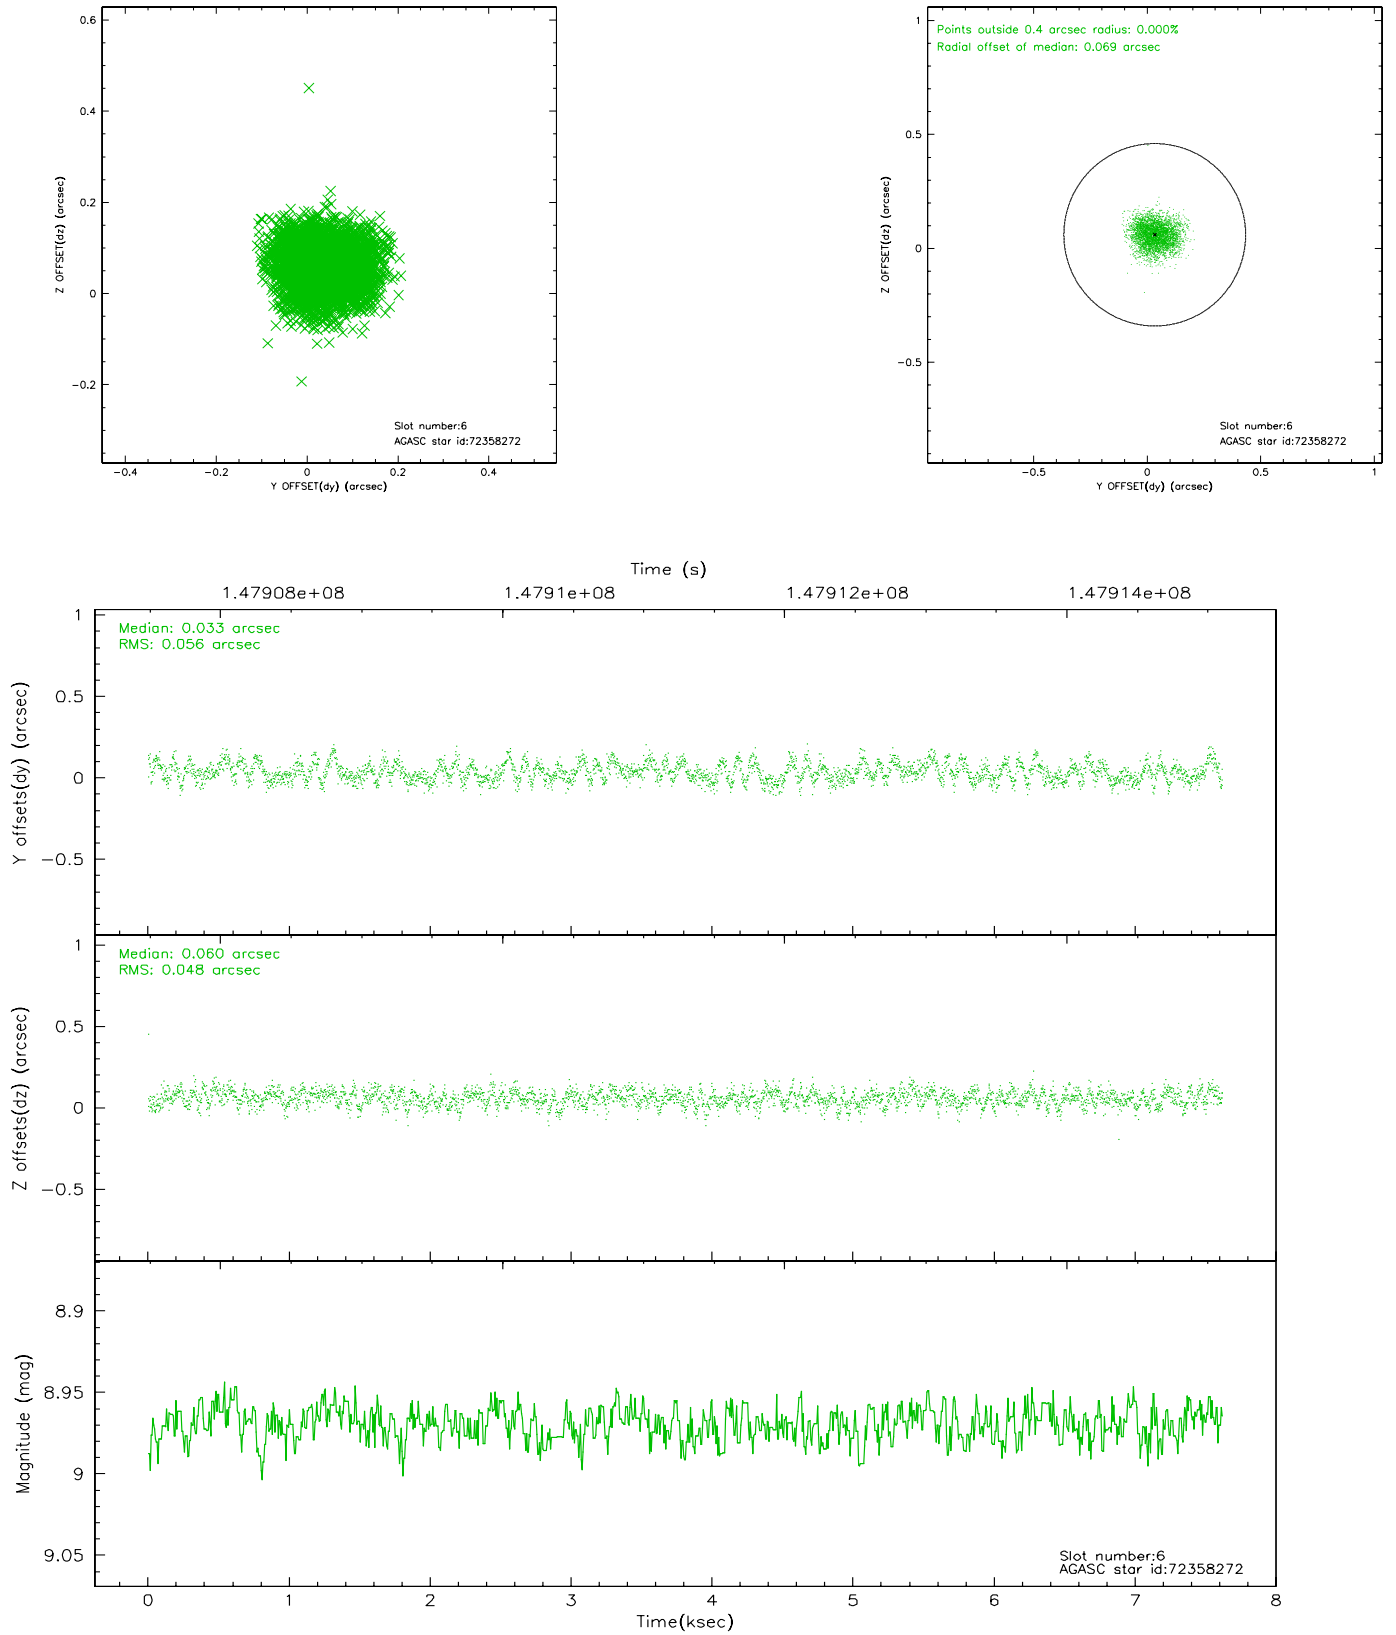 0.6
0.4
0.2
0
−0.2
Z OFFSET(dz) (arcsec)
Slot number:6
AGASC star id:72358272
−0.4 −0.2 0 0.2 0.4
Y OFFSET(dy) (arcsec)
Points outside 0.4 arcsec radius: 0.000%
Radial offset of median: 0.069 arcsec
1
0.5
0
−0.5
Z OFFSET(dz) (arcsec)
Slot number:6
AGASC star id:72358272
−0.5 0 0.5 1
Y OFFSET(dy) (arcsec)
Time (s)
1.47908e+08 1.4791e+08 1.47912e+08 1.47914e+08
Median: 0.033 arcsec
RMS: 0.056 arcsec
1
0.5
0
−0.5
Y offsets(dy) (arcsec)
Median: 0.060 arcsec
RMS: 0.048 arcsec
1
0.5
0
−0.5
Z offsets(dz) (arcsec)
8.9
8.95
9
9.05
Magnitude (mag)
Slot number:6
AGASC star id:72358272
0 1 2 3 4 5 6 7 8
Time(ksec)